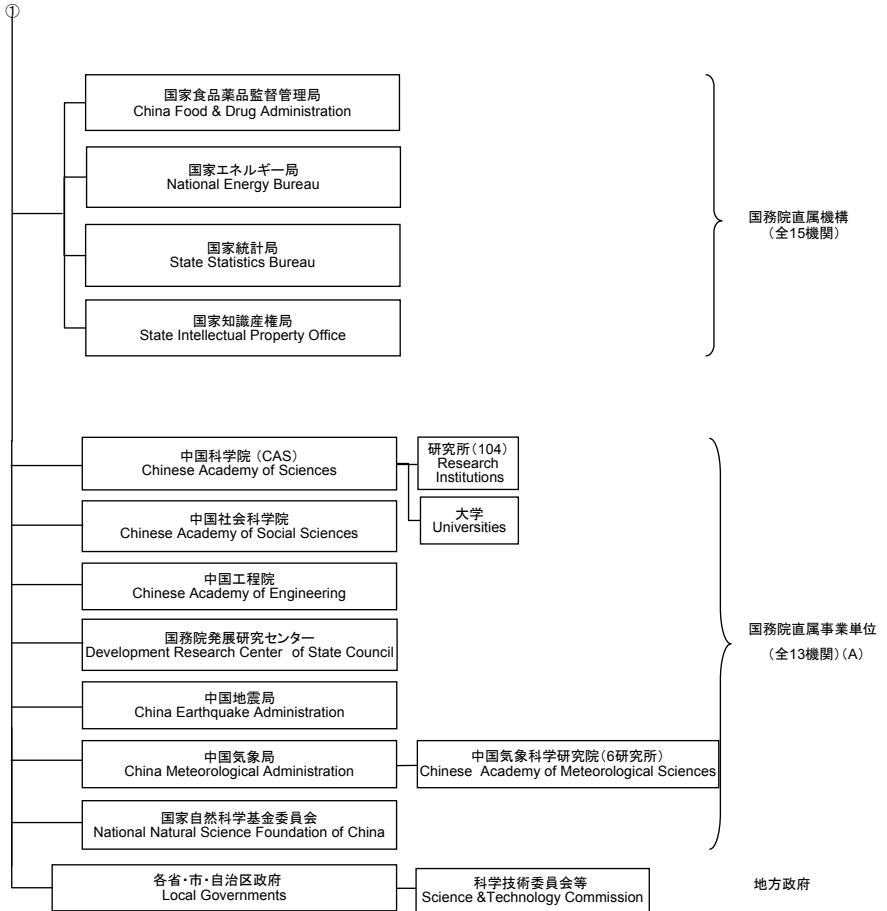 ①
国家食品薬品監督管理局
China Food & Drug Administration
国家エネルギー局
National Energy Bureau
国家統計局
State Statistics Bureau
国家知識産権局
State Intellectual Property Office
国務院直属機構
(全15機関)
中国科学院 (CAS)
Chinese Academy of Sciences
研究所(104)
Research
Institutions
大学
Universities
中国社会科学院
Chinese Academy of Social Sciences
中国工程院
Chinese Academy of Engineering
国務院発展研究センター
Development Research Center of State Council
中国地震局
China Earthquake Administration
中国気象局
China Meteorological Administration
中国気象科学研究院(6研究所)
Chinese Academy of Meteorological Sciences
国家自然科学基金委員会
National Natural Science Foundation of China
国務院直属事業単位
(全13機関)(A)
各省・市・自治区政府
Local Governments
科学技術委員会等
Science &Technology Commission
地方政府